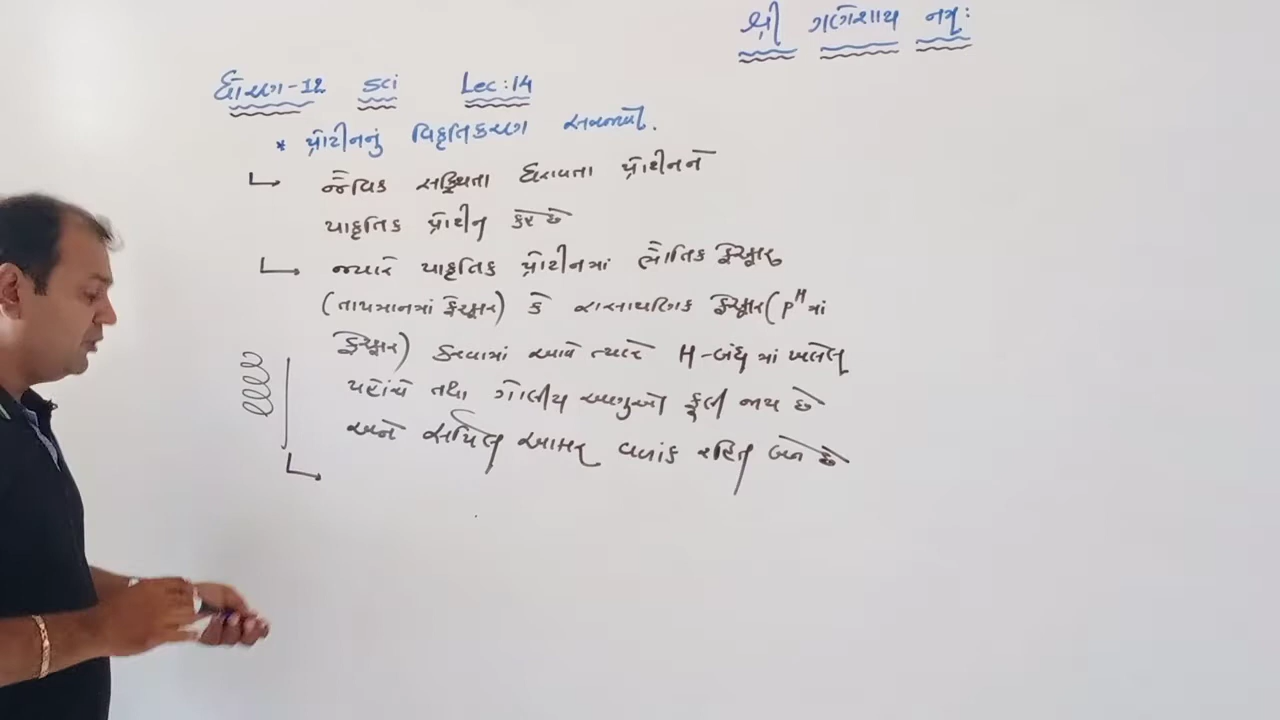 શ્રી ગણેશાય નમઃ
ધોરણ-12 Sci Lec:14
* પ્રોટીનનું વિકૃતિકરણ સમજાવો.
જૈવિક સક્રિયતા ધરાવતા પ્રોટીનને
પ્રાકૃતિક પ્રોટીન કહે છે
જ્યારે પ્રાકૃતિક પ્રોટીનમાં ભૌતિક ફેરફાર
(તાપમાનમાં ફેરફાર) કે રાસાયણિક ફેરફાર (PH માં
ફેરફાર) કરવામાં આવે ત્યારે H-બંધ માં ખલેલ
પહોંચે તથા ગોલીય અણુઓ ફૂલી જાય છે
અને સર્પિલ આકાર વળાંક રહિત બને છે